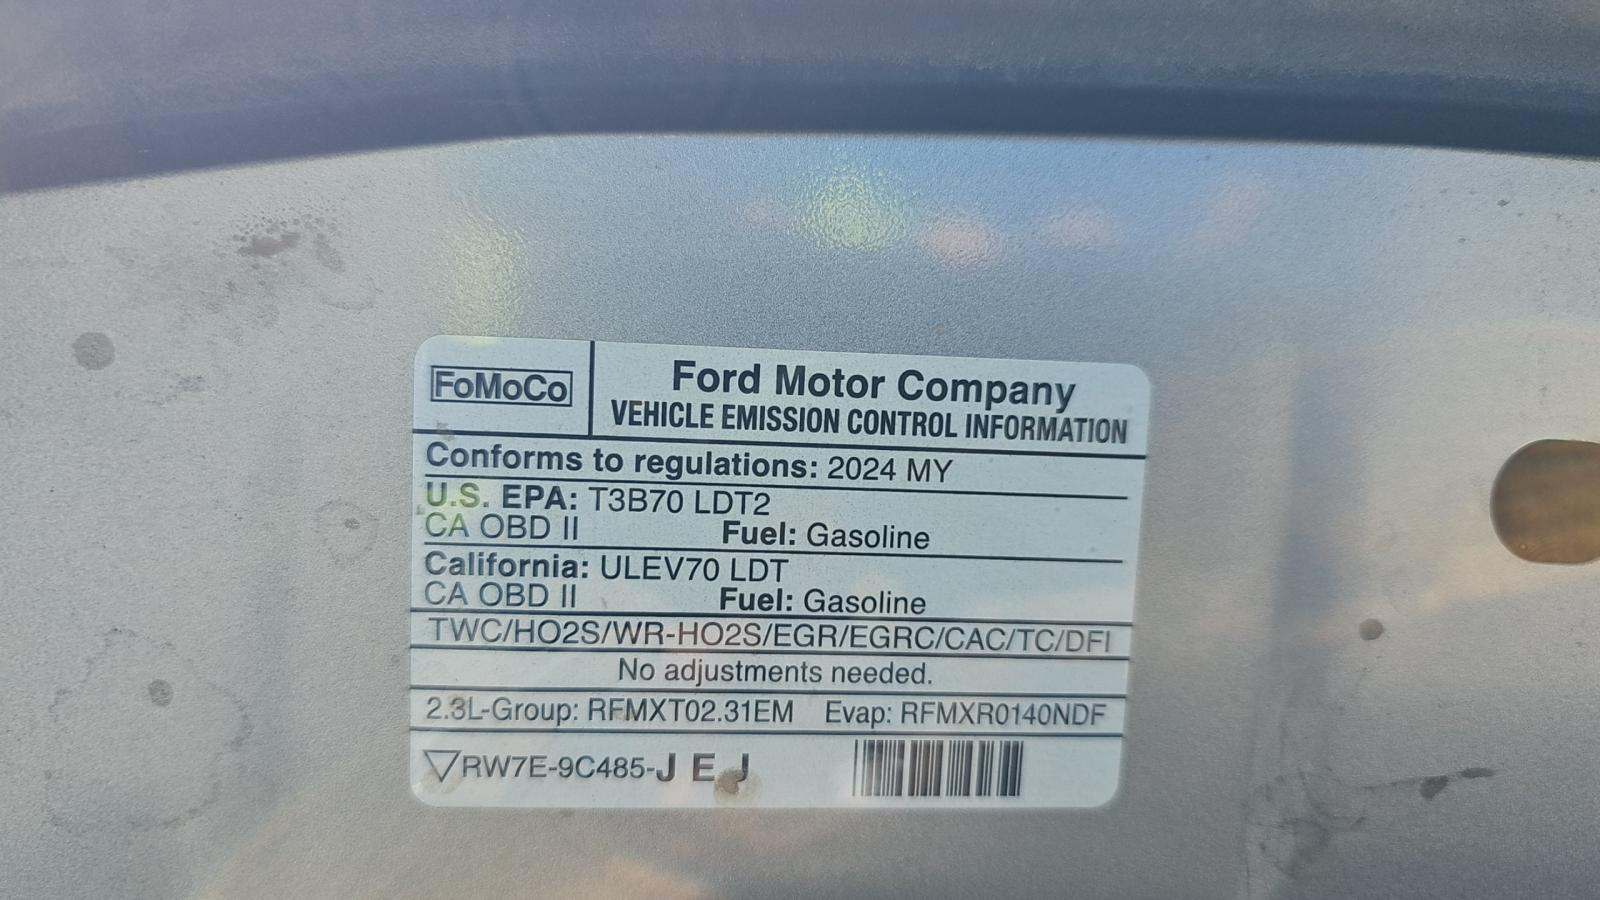 FoMoCo
Ford Motor Company
VEHICLE EMISSION CONTROL INFORMATION
Conforms to regulations: 2024 MY
U.S. EPA: T3B70 LDT2
CA OBD II Fuel: Gasoline
California: ULEV70 LDT
CA OBD II Fuel: Gasoline
TWC/HO2S/WR-HO2S/EGR/EGRC/CAC/TC/DFI
No adjustments needed.
2.3L-Group: RFMXT02.31EM Evap: RFMXR0140NDF
▽RW7E-9C485-J E J